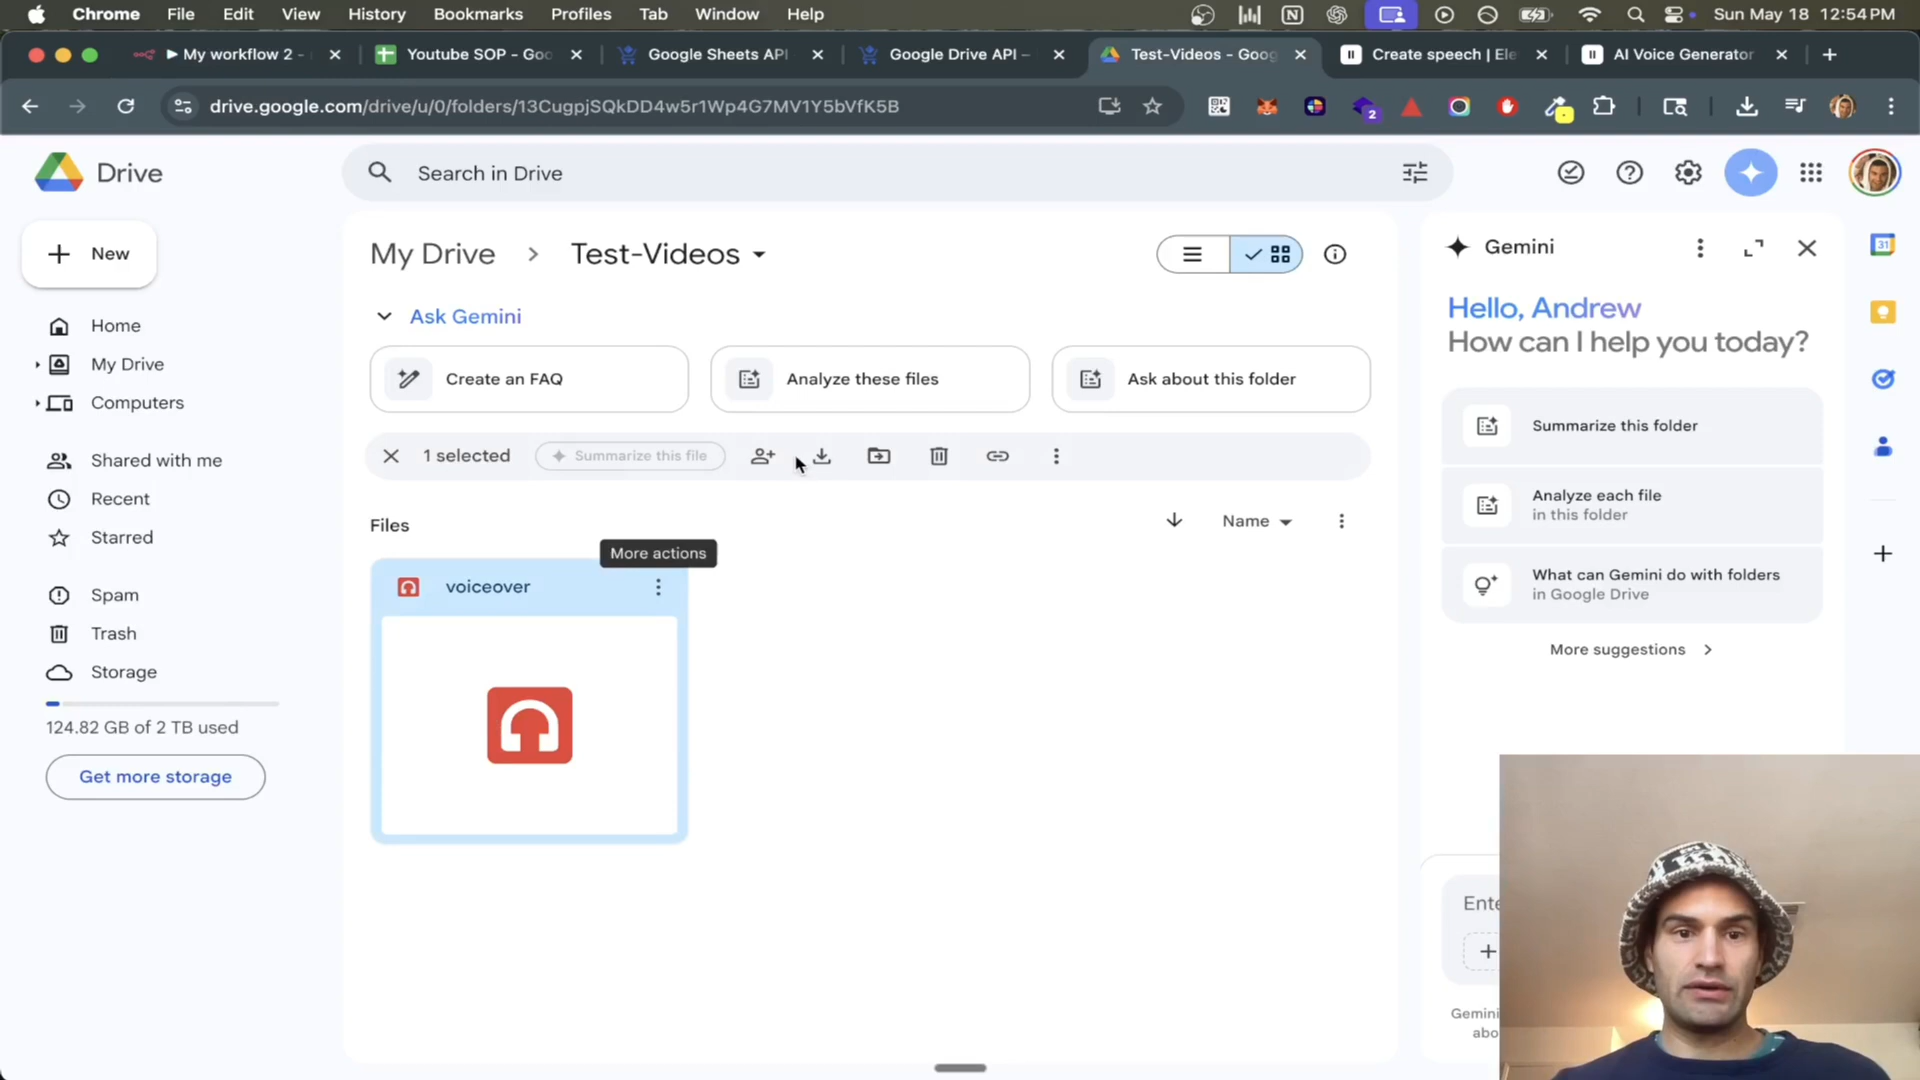 Chrome File Edit View History Bookmarks Profiles Tab Window Help Sun May 18 12:54 PM
My workflow 2 - Youtube SOP - Goo Google Sheets API Google Drive API – Test-Videos - Goog Create speech | Ele AI Voice Generator
drive.google.com/drive/u/0/folders/13CugpjSQkDD4w5r1Wp4G7MV1Y5bVfK5B
2
Drive
Search in Drive
New
My Drive > Test-Videos
Gemini
31
Home
My Drive
Computers
Shared with me
Recent
Starred
Spam
Trash
Storage
124.82 GB of 2 TB used
Get more storage
Ask Gemini
Create an FAQ
Analyze these files
Ask about this folder
1 selected
Summarize this file
Files
Name
More actions
voiceover
Hello, Andrew
How can I help you today?
Summarize this folder
Analyze each file
in this folder
What can Gemini do with folders
in Google Drive
More suggestions
Ente
Gemini
abo